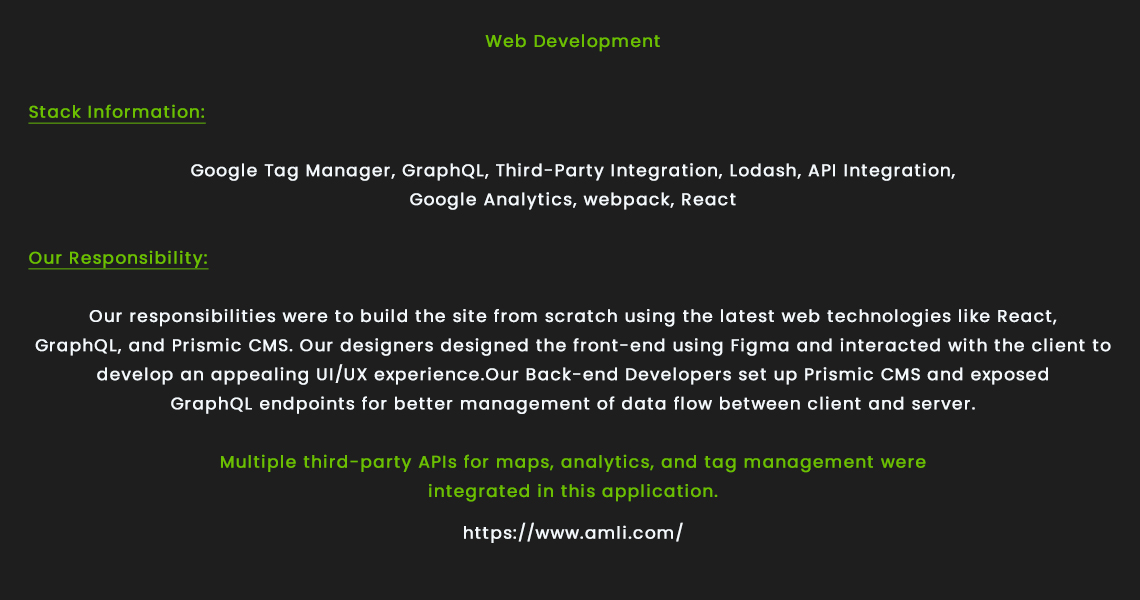 Web Development
Stack Information:
Google Tag Manager, GraphQL, Third-Party Integration, Lodash, API Integration,
Google Analytics, webpack, React
Our Responsibility:
Our responsibilities were to build the site from scratch using the latest web technologies like React,
GraphQL, and Prismic CMS. Our designers designed the front-end using Figma and interacted with the client to
develop an appealing UI/UX experience.Our Back-end Developers set up Prismic CMS and exposed
GraphQL endpoints for better management of data flow between client and server.
Multiple third-party APIs for maps, analytics, and tag management were
integrated in this application.
https://www.amli.com/